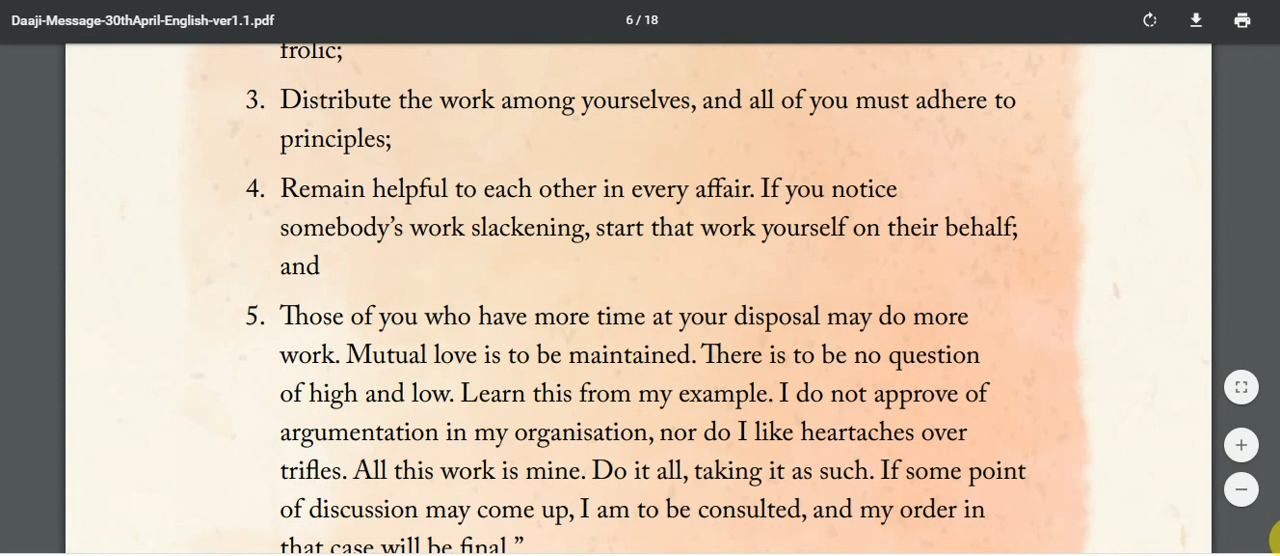 Daaji-Message-30thApril-English-ver1.1.pdf
6 / 18
frolic;
3. Distribute the work among yourselves, and all of you must adhere to
principles;
4. Remain helpful to each other in every affair. If you notice
somebody’s work slackening, start that work yourself on their behalf;
and
5. Those of you who have more time at your disposal may do more
work. Mutual love is to be maintained. There is to be no question
of high and low. Learn this from my example. I do not approve of
argumentation in my organisation, nor do I like heartaches over
trifles. All this work is mine. Do it all, taking it as such. If some point
of discussion may come up, I am to be consulted, and my order in
that case will be final.”